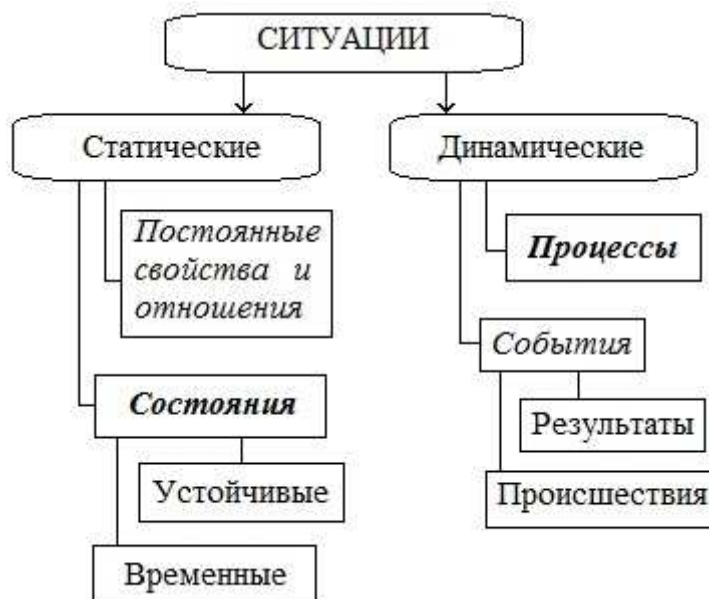 СИТУАЦИИ
Статические
Динамические
Постоянные
свойства и
отношения
Процессы
События
Состояния
Результаты
Устойчивые
Происшествия
Временные